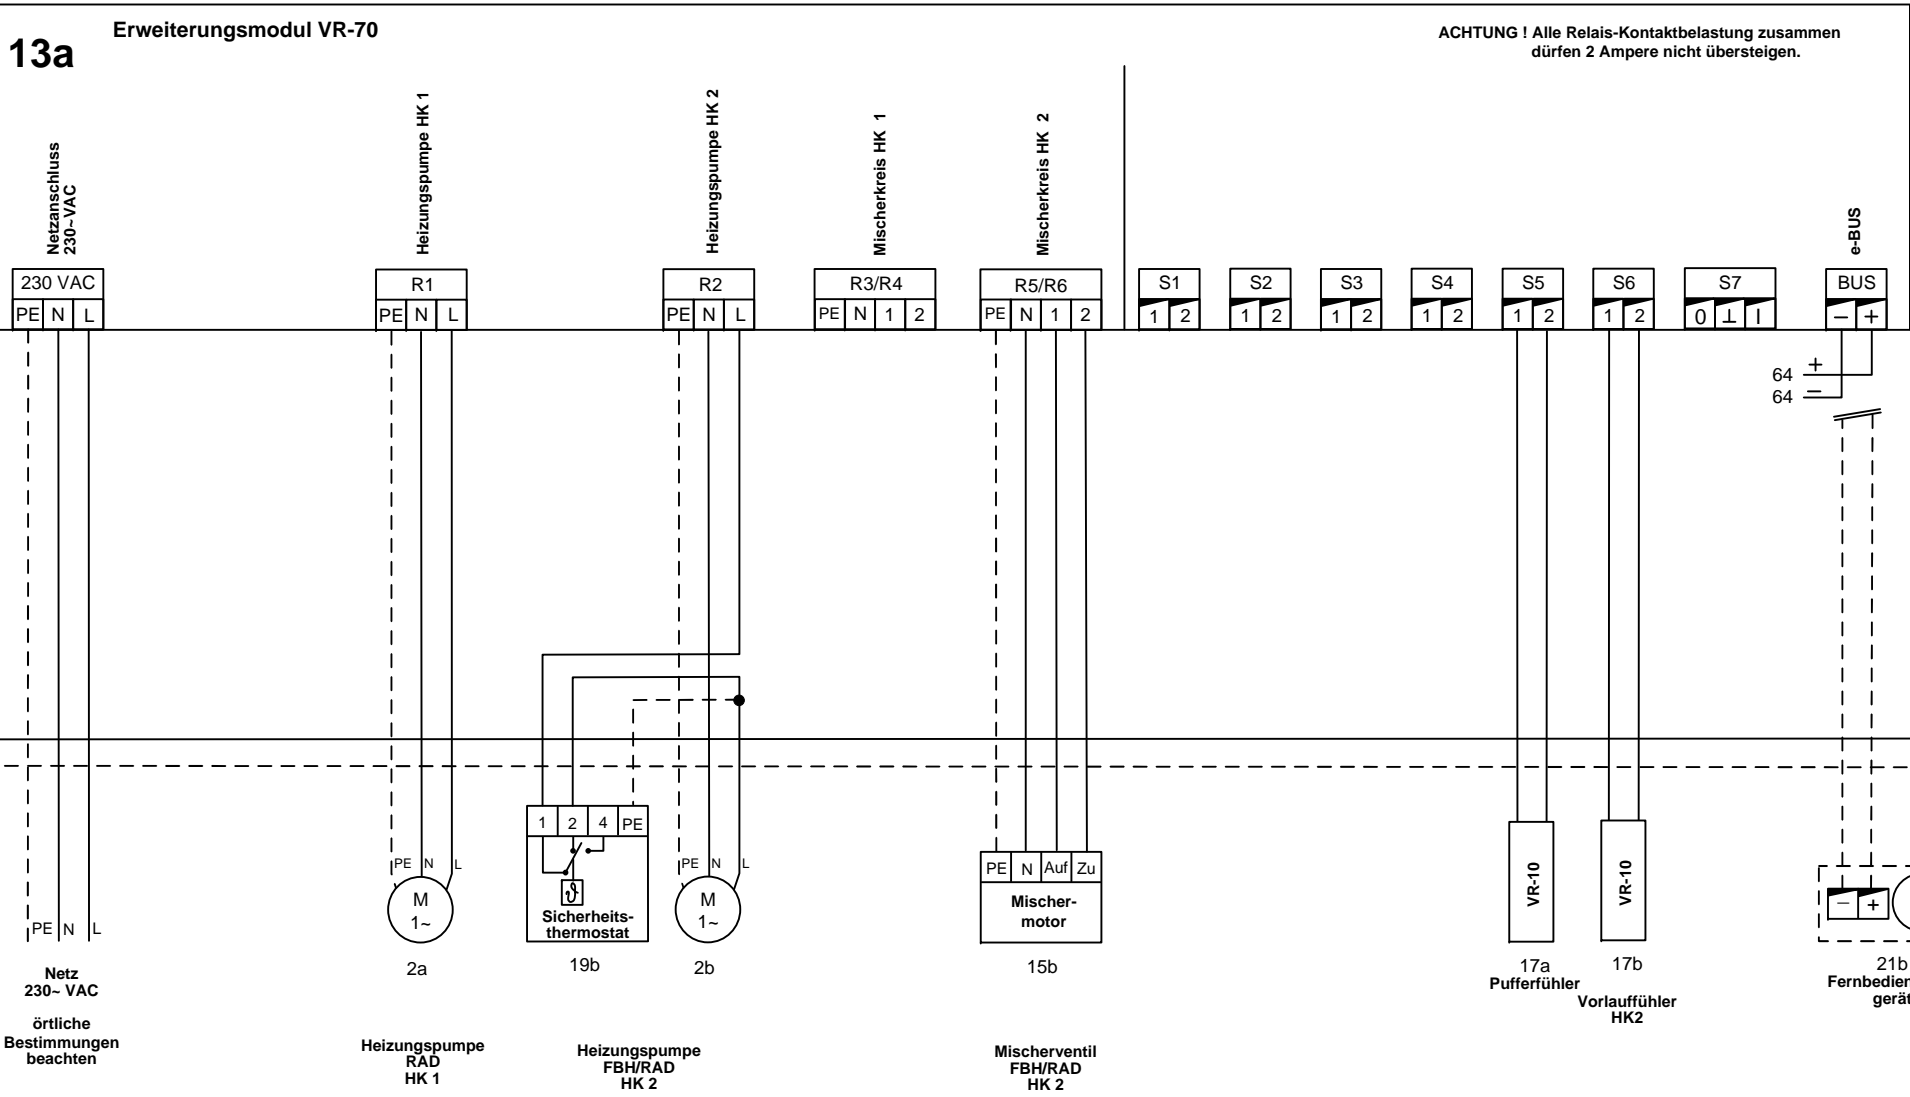 13a
Erweiterungsmodul VR-70
ACHTUNG ! Alle Relais-Kontaktbelastung zusammen
dürfen 2 Ampere nicht übersteigen.
Netzanschluss
230~VAC
Heizungspumpe HK 1
Heizungspumpe HK 2
Mischerkreis HK 1
Mischerkreis HK 2
e-BUS
230 VAC
R1
R2
R3/R4
R5/R6
S1
S2
S3
S4
S5
S6
S7
BUS
PE N L
PE N L
PE N L
PE N 1 2
PE N 1 2
1 2
1 2
1 2
1 2
1 2
1 2
0 ⊥ I
− +
64 +
64 −
1 2 4 PE
PE N L
PE N L
PE N Auf Zu
M
1~
ϑ
Sicherheits-
thermostat
M
1~
Mischer-
motor
VR-10
VR-10
− +
PE N L
Netz
230~ VAC
örtliche
Bestimmungen
beachten
2a
Heizungspumpe
RAD
HK 1
19b
2b
Heizungspumpe
FBH/RAD
HK 2
15b
Mischerventil
FBH/RAD
HK 2
17a
Pufferfühler
17b
Vorlauffühler
HK2
21b
Fernbedien
gerät